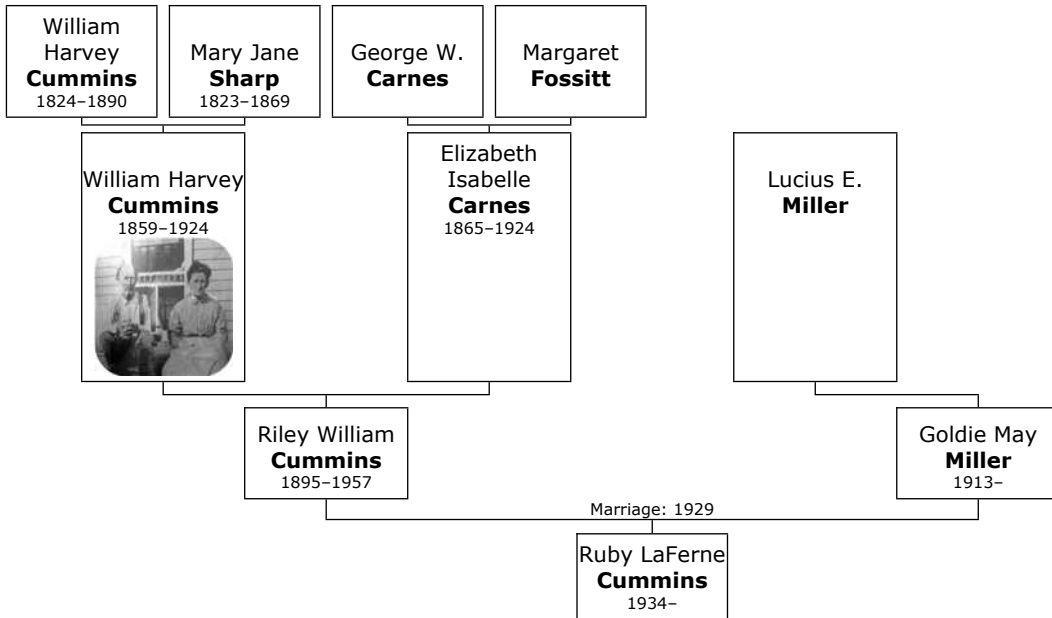 William
Harvey
Cummins
1824–1890
Mary Jane
Sharp
1823–1869
George W.
Carnes
Margaret
Fossitt
William Harvey
Cummins
1859–1924
Elizabeth
Isabelle
Carnes
1865–1924
Lucius E.
Miller
Riley William
Cummins
1895–1957
Goldie May
Miller
1913–
Marriage: 1929
Ruby LaFerne
Cummins
1934–